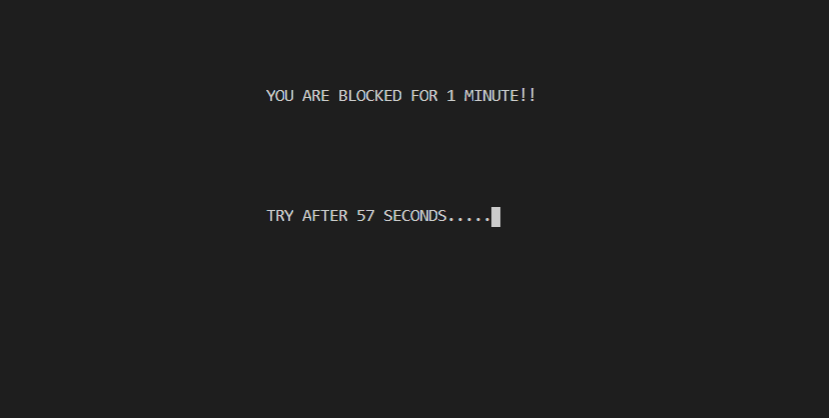 YOU ARE BLOCKED FOR 1 MINUTE!!
TRY AFTER 57 SECONDS.....